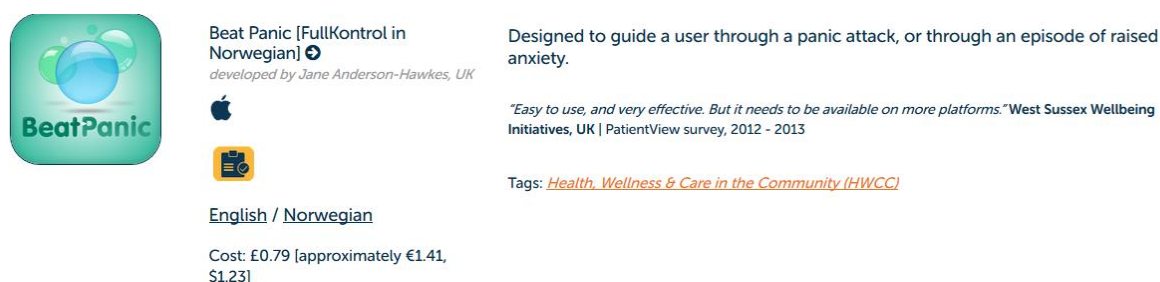 BeatPanic
Beat Panic [FullKontrol in
Norwegian]
developed by Jane Anderson-Hawkes, UK
English / Norwegian
Cost: £0.79 [approximately €1.41,
$1.23]
Designed to guide a user through a panic attack, or through an episode of raised
anxiety.
“Easy to use, and very effective. But it needs to be available on more platforms.” West Sussex Wellbeing
Initiatives, UK | PatientView survey, 2012 - 2013
Tags: Health, Wellness & Care in the Community (HWCC)